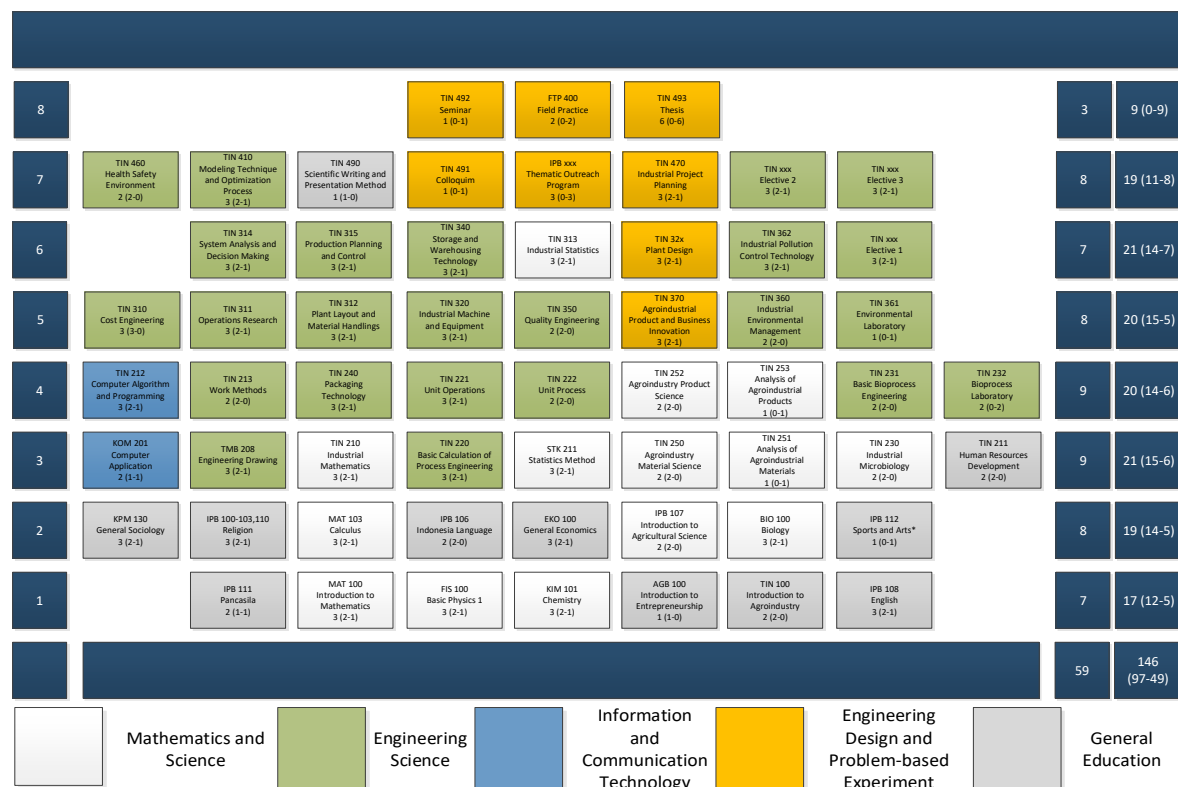 8
TIN 492
Seminar
1 (0-1)
FTP 400
Field Practice
2 (0-2)
TIN 493
Thesis
6 (0-6)
3
9 (0-9)
7
TIN 460
Health Safety
Environment
2 (2-0)
TIN 410
Modeling Technique
and Optimization
Process
3 (2-1)
TIN 490
Scientific Writing and
Presentation Method
1 (1-0)
TIN 491
Colloquim
1 (0-1)
IPB xxx
Thematic Outreach
Program
3 (0-3)
TIN 470
Industrial Project
Planning
3 (2-1)
TIN xxx
Elective 2
3 (2-1)
TIN xxx
Elective 3
3 (2-1)
8
19 (11-8)
6
TIN 314
System Analysis and
Decision Making
3 (2-1)
TIN 315
Production Planning
and Control
3 (2-1)
TIN 340
Storage and
Warehousing
Technology
3 (2-1)
TIN 313
Industrial Statistics
3 (2-1)
TIN 32x
Plant Design
3 (2-1)
TIN 362
Industrial Pollution
Control Technology
3 (2-1)
TIN xxx
Elective 1
3 (2-1)
7
21 (14-7)
5
TIN 310
Cost Engineering
3 (3-0)
TIN 311
Operations Research
3 (2-1)
TIN 312
Plant Layout and
Material Handlings
3 (2-1)
TIN 320
Industrial Machine
and Equipment
3 (2-1)
TIN 350
Quality Engineering
2 (2-0)
TIN 370
Agroindustrial
Product and Business
Innovation
3 (2-1)
TIN 360
Industrial
Environmental
Management
2 (2-0)
TIN 361
Environmental
Laboratory
1 (0-1)
8
20 (15-5)
4
TIN 212
Computer Algorithm
and Programming
3 (2-1)
TIN 213
Work Methods
2 (2-0)
TIN 240
Packaging
Technology
3 (2-1)
TIN 221
Unit Operations
3 (2-1)
TIN 222
Unit Process
2 (2-0)
TIN 252
Agroindustry Product
Science
2 (2-0)
TIN 253
Analysis of
Agroindustrial
Products
1 (0-1)
TIN 231
Basic Bioprocess
Engineering
2 (2-0)
TIN 232
Bioprocess
Laboratory
2 (0-2)
9
20 (14-6)
3
KOM 201
Computer
Application
2 (1-1)
TMB 208
Engineering Drawing
3 (2-1)
TIN 210
Industrial
Mathematics
3 (2-1)
TIN 220
Basic Calculation of
Process Engineering
3 (2-1)
STK 211
Statistics Method
3 (2-1)
TIN 250
Agroindustry
Material Science
2 (2-0)
TIN 251
Analysis of
Agroindustrial
Materials
1 (0-1)
TIN 230
Industrial
Microbiology
2 (2-0)
TIN 211
Human Resources
Development
2 (2-0)
9
21 (15-6)
2
KPM 130
General Sociology
3 (2-1)
IPB 100-103,110
Religion
3 (2-1)
MAT 103
Calculus
3 (2-1)
IPB 106
Indonesia Language
2 (2-0)
EKO 100
General Economics
3 (2-1)
IPB 107
Introduction to
Agricultural Science
2 (2-0)
BIO 100
Biology
3 (2-1)
IPB 112
Sports and Arts*
1 (0-1)
8
19 (14-5)
1
IPB 111
Pancasila
2 (1-1)
MAT 100
Introduction to
Mathematics
3 (2-1)
FIS 100
Basic Physics 1
3 (2-1)
KIM 101
Chemistry
3 (2-1)
AGB 100
Introduction to
Entrepreneurship
1 (1-0)
TIN 100
Introduction to
Agroindustry
2 (2-0)
IPB 108
English
3 (2-1)
7
17 (12-5)
59
146
(97-49)
Mathematics and
Science
Engineering
Science
Information
and
Communication
Technology
Engineering
Design and
Problem-based
Experiment
General
Education